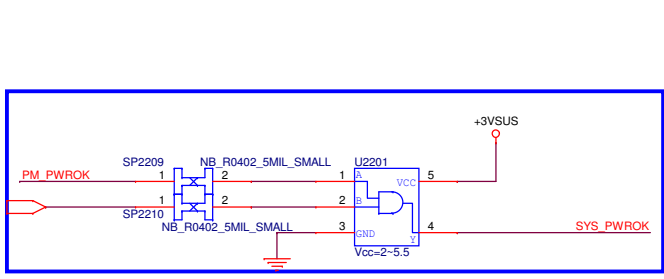 +3VSUS
SP2209 NB_R0402_5MIL_SMALL U2201
PM_PWROK 1 2 1 A VCC 5
1 2 2 B
SP2210
NB_R0402_5MIL_SMALL 3 GND Y 4 SYS_PWROK
Vcc=2~5.5